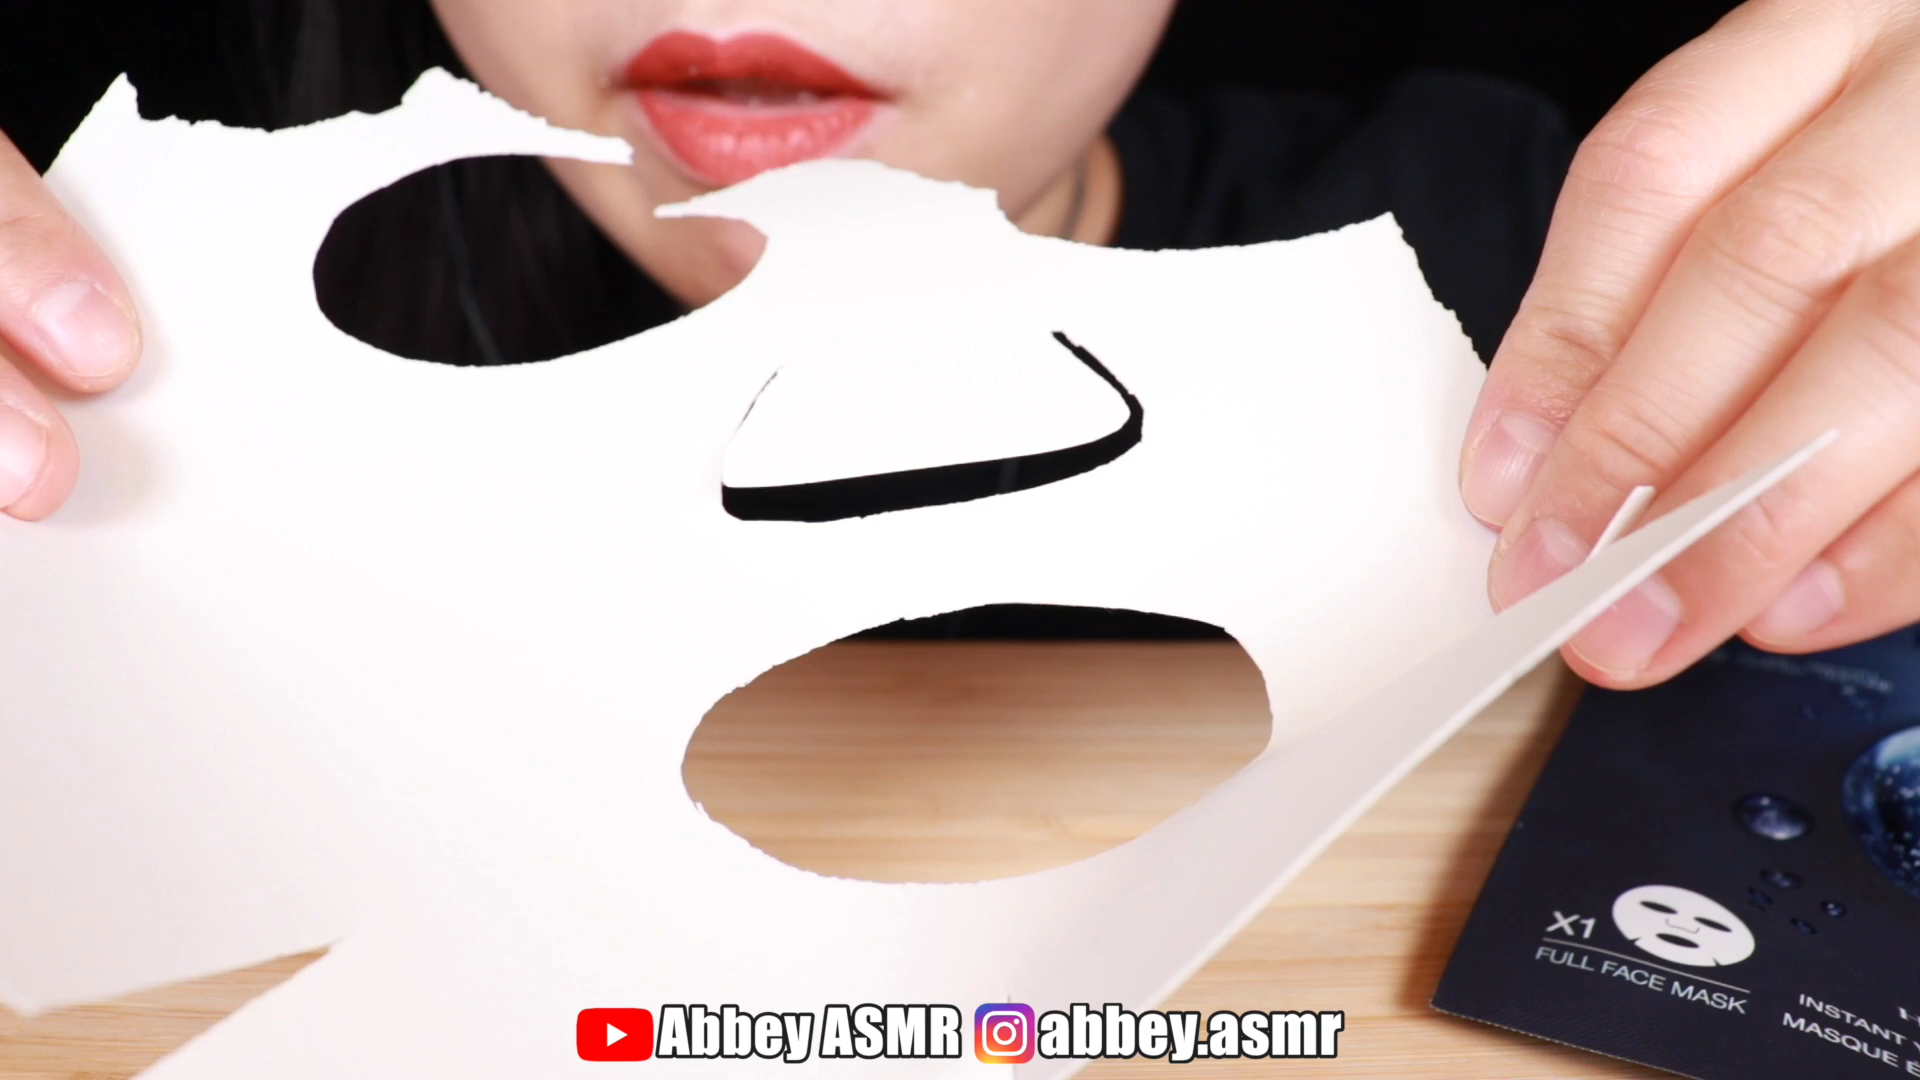 X1
FULL FACE MASK
INSTANT
MASQUE
Abbey ASMR abbey.asmr